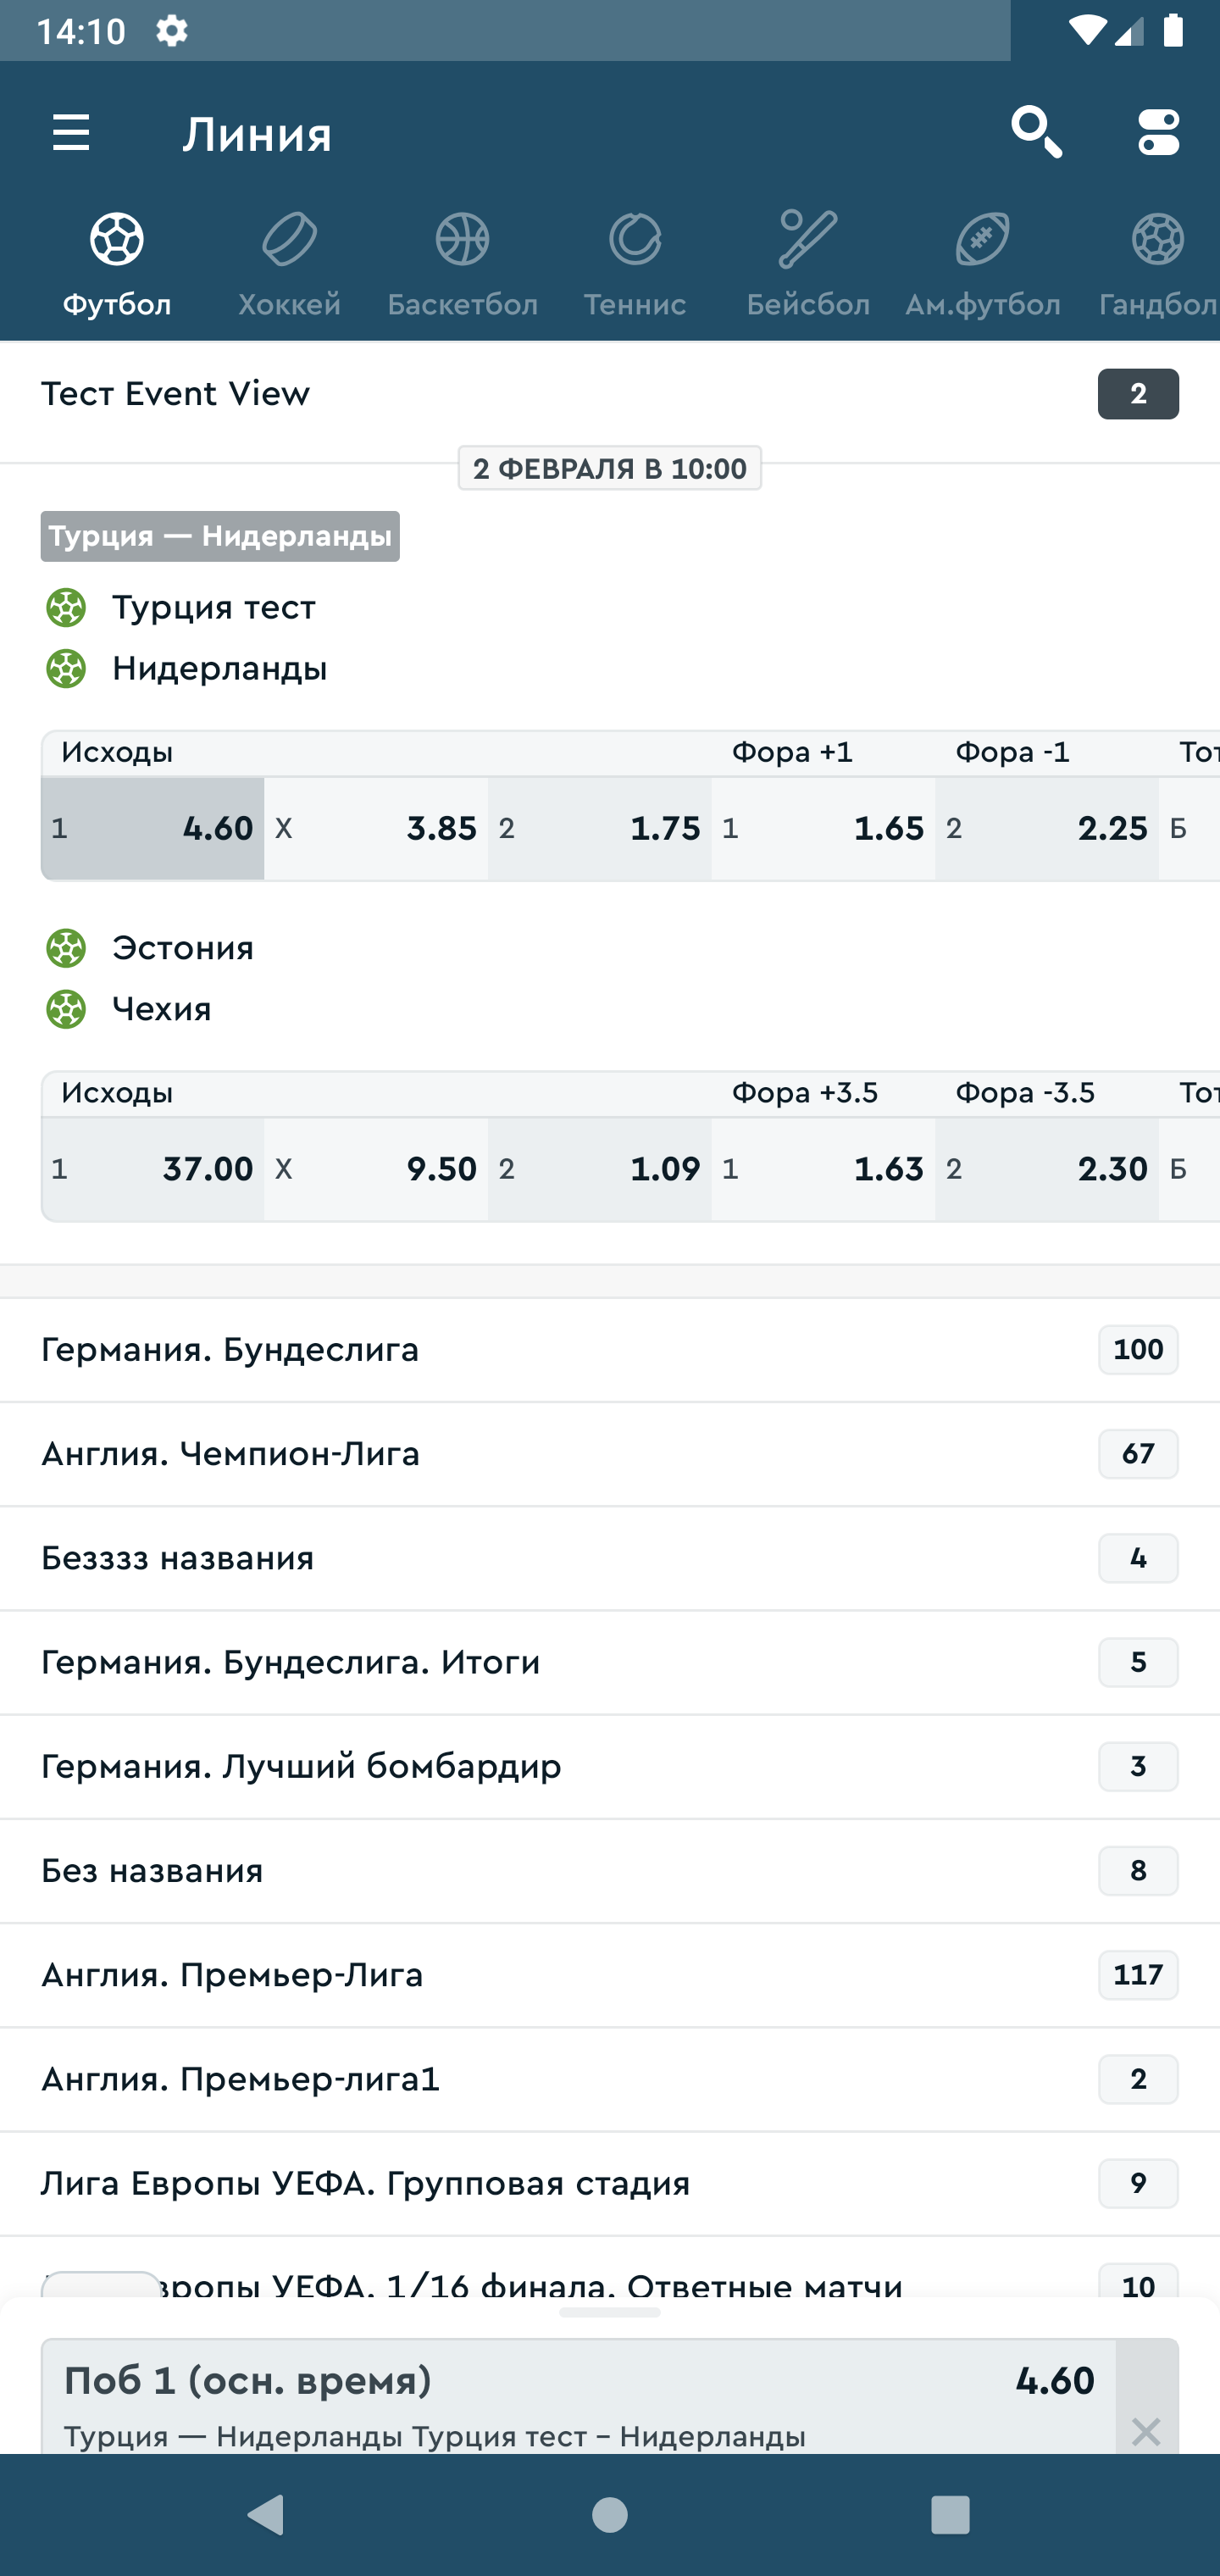 14:10
Линия
Футбол Хоккей Баскетбол Теннис Бейсбол Ам.футбол Гандбол
Тест Event View 2
2 ФЕВРАЛЯ В 10:00
Турция — Нидерланды
Турция тест
Нидерланды
Исходы Фора +1 Фора -1 Тот
1 4.60 X 3.85 2 1.75 1 1.65 2 2.25 Б
Эстония
Чехия
Исходы Фора +3.5 Фора -3.5 Тот
1 37.00 X 9.50 2 1.09 1 1.63 2 2.30 Б
Германия. Бундеслига 100
Англия. Чемпион-Лига 67
Безззз названия 4
Германия. Бундеслига. Итоги 5
Германия. Лучший бомбардир 3
Без названия 8
Англия. Премьер-Лига 117
Англия. Премьер-лига1 2
Лига Европы УЕФА. Групповая стадия 9
вропы УЕФА. 1/16 финала. Ответные матчи 10
Поб 1 (осн. время) 4.60
Турция — Нидерланды Турция тест – Нидерланды